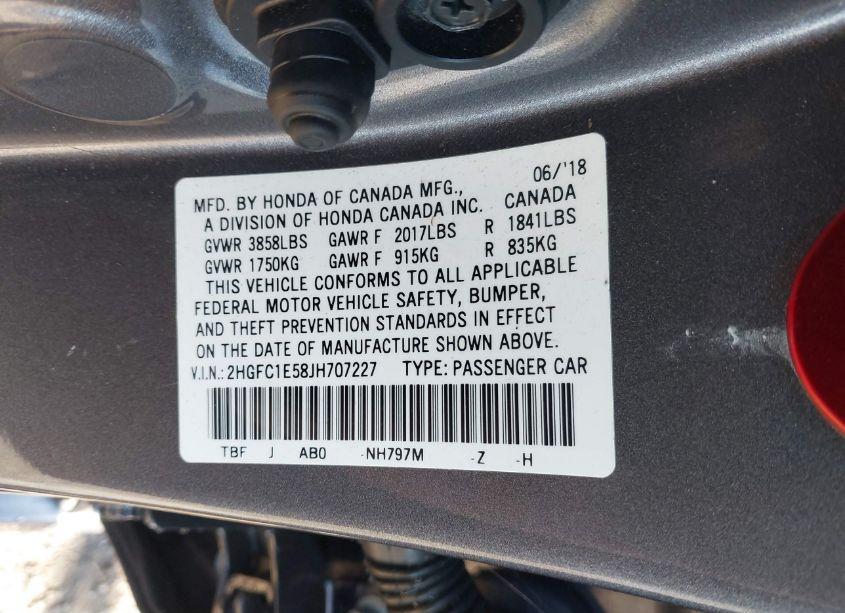 06/'18
MFD. BY HONDA OF CANADA MFG.,
A DIVISION OF HONDA CANADA INC. CANADA
GVWR 3858LBS GAWR F 2017LBS R 1841LBS
GVWR 1750KG GAWR F 915KG R 835KG
THIS VEHICLE CONFORMS TO ALL APPLICABLE
FEDERAL MOTOR VEHICLE SAFETY, BUMPER,
AND THEFT PREVENTION STANDARDS IN EFFECT
ON THE DATE OF MANUFACTURE SHOWN ABOVE.
V.I.N.: 2HGFC1E58JH707227 TYPE: PASSENGER CAR
TBF J AB0 -NH797M -Z -H